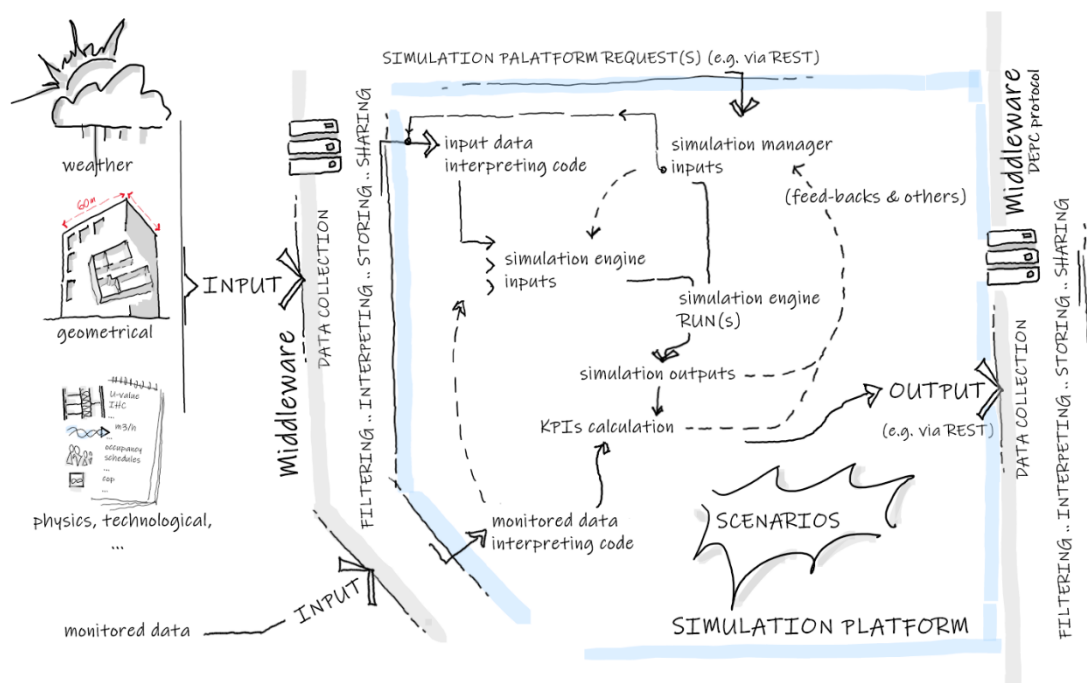 SIMULATION PALATFORM REQUEST(S) (e.g. via REST)
weather
60m
geometrical
U-value
IHC
...
m3/h
...
occupancy
schedules
...
cop
...
physics, technological,
...
monitored data
INPUT
INPUT
Middleware
DATA COLLECTION
FILTERING .. INTERPETING .. STORING .. SHARING
input data
interpreting code
simulation manager
inputs
(feed-backs & others)
simulation engine
inputs
simulation engine
RUN(S)
simulation outputs
KPIs calculation
monitored data
interpreting code
OUTPUT
(e.g. via REST)
SCENARIOS
SIMULATION PLATFORM
Middleware
DEPC protocol
DATA COLLECTION
FILTERING .. INTERPETING .. STORING .. SHARING